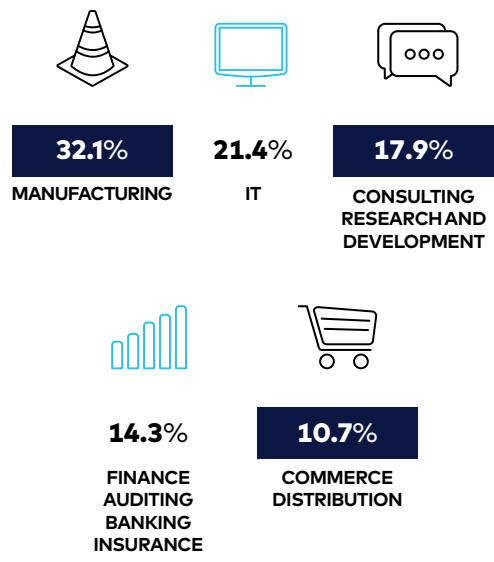 32.1%
21.4%
17.9%
MANUFACTURING
IT
CONSULTING
RESEARCH AND
DEVELOPMENT
14.3%
10.7%
FINANCE
AUDITING
BANKING
INSURANCE
COMMERCE
DISTRIBUTION